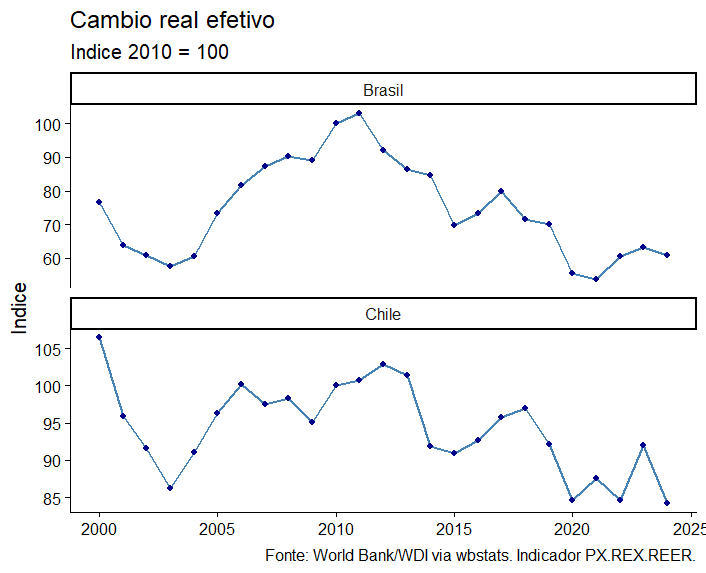 Cambio real efetivo
Indice 2010 = 100
Brasil
100
90
80
70
60
Indice
Chile
105
100
95
90
85
2000 2005 2010 2015 2020 2025
Fonte: World Bank/WDI via wbstats. Indicador PX.REX.REER.